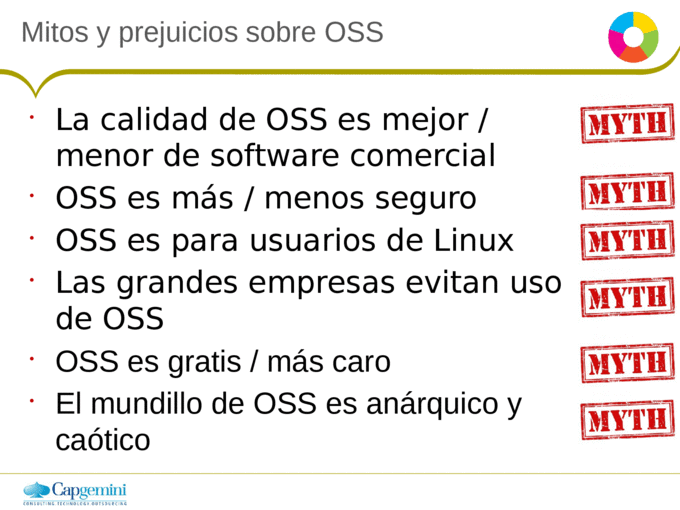 Mitos y prejuicios sobre OSS
La calidad de OSS es mejor /
menor de software comercial
MYTH
OSS es más / menos seguro
MYTH
OSS es para usuarios de Linux
MYTH
Las grandes empresas evitan uso
de OSS
MYTH
OSS es gratis / más caro
MYTH
El mundillo de OSS es anárquico y
caótico
MYTH
Capgemini
CONSULTING.TECHNOLOGY.OUTSOURCING